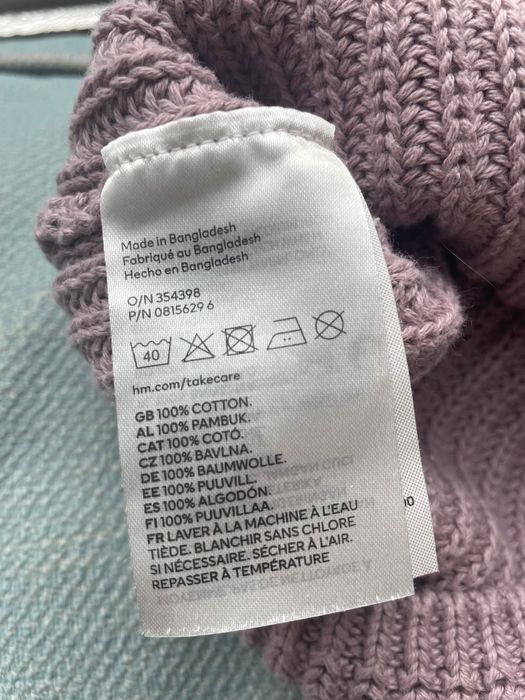 Made in Bangladesh
Fabriqué au Bangladesh
Hecho en Bangladesh
O/N 354398
P/N 0815629 6
40
hm.com/takecare
GB 100% COTTON.
AL 100% PAMBUK.
CAT 100% COTÓ.
CZ 100% BAVLNA.
DE 100% BAUMWOLLE.
EE 100% PUUVILL.
ES 100% ALGODÓN.
FI 100% PUUVILLAA.
FR LAVER À LA MACHINE À L'EAU
TIÈDE. BLANCHIR SANS CHLORE
SI NÉCESSAIRE. SÉCHER À L'AIR.
REPASSER À TEMPÉRATURE